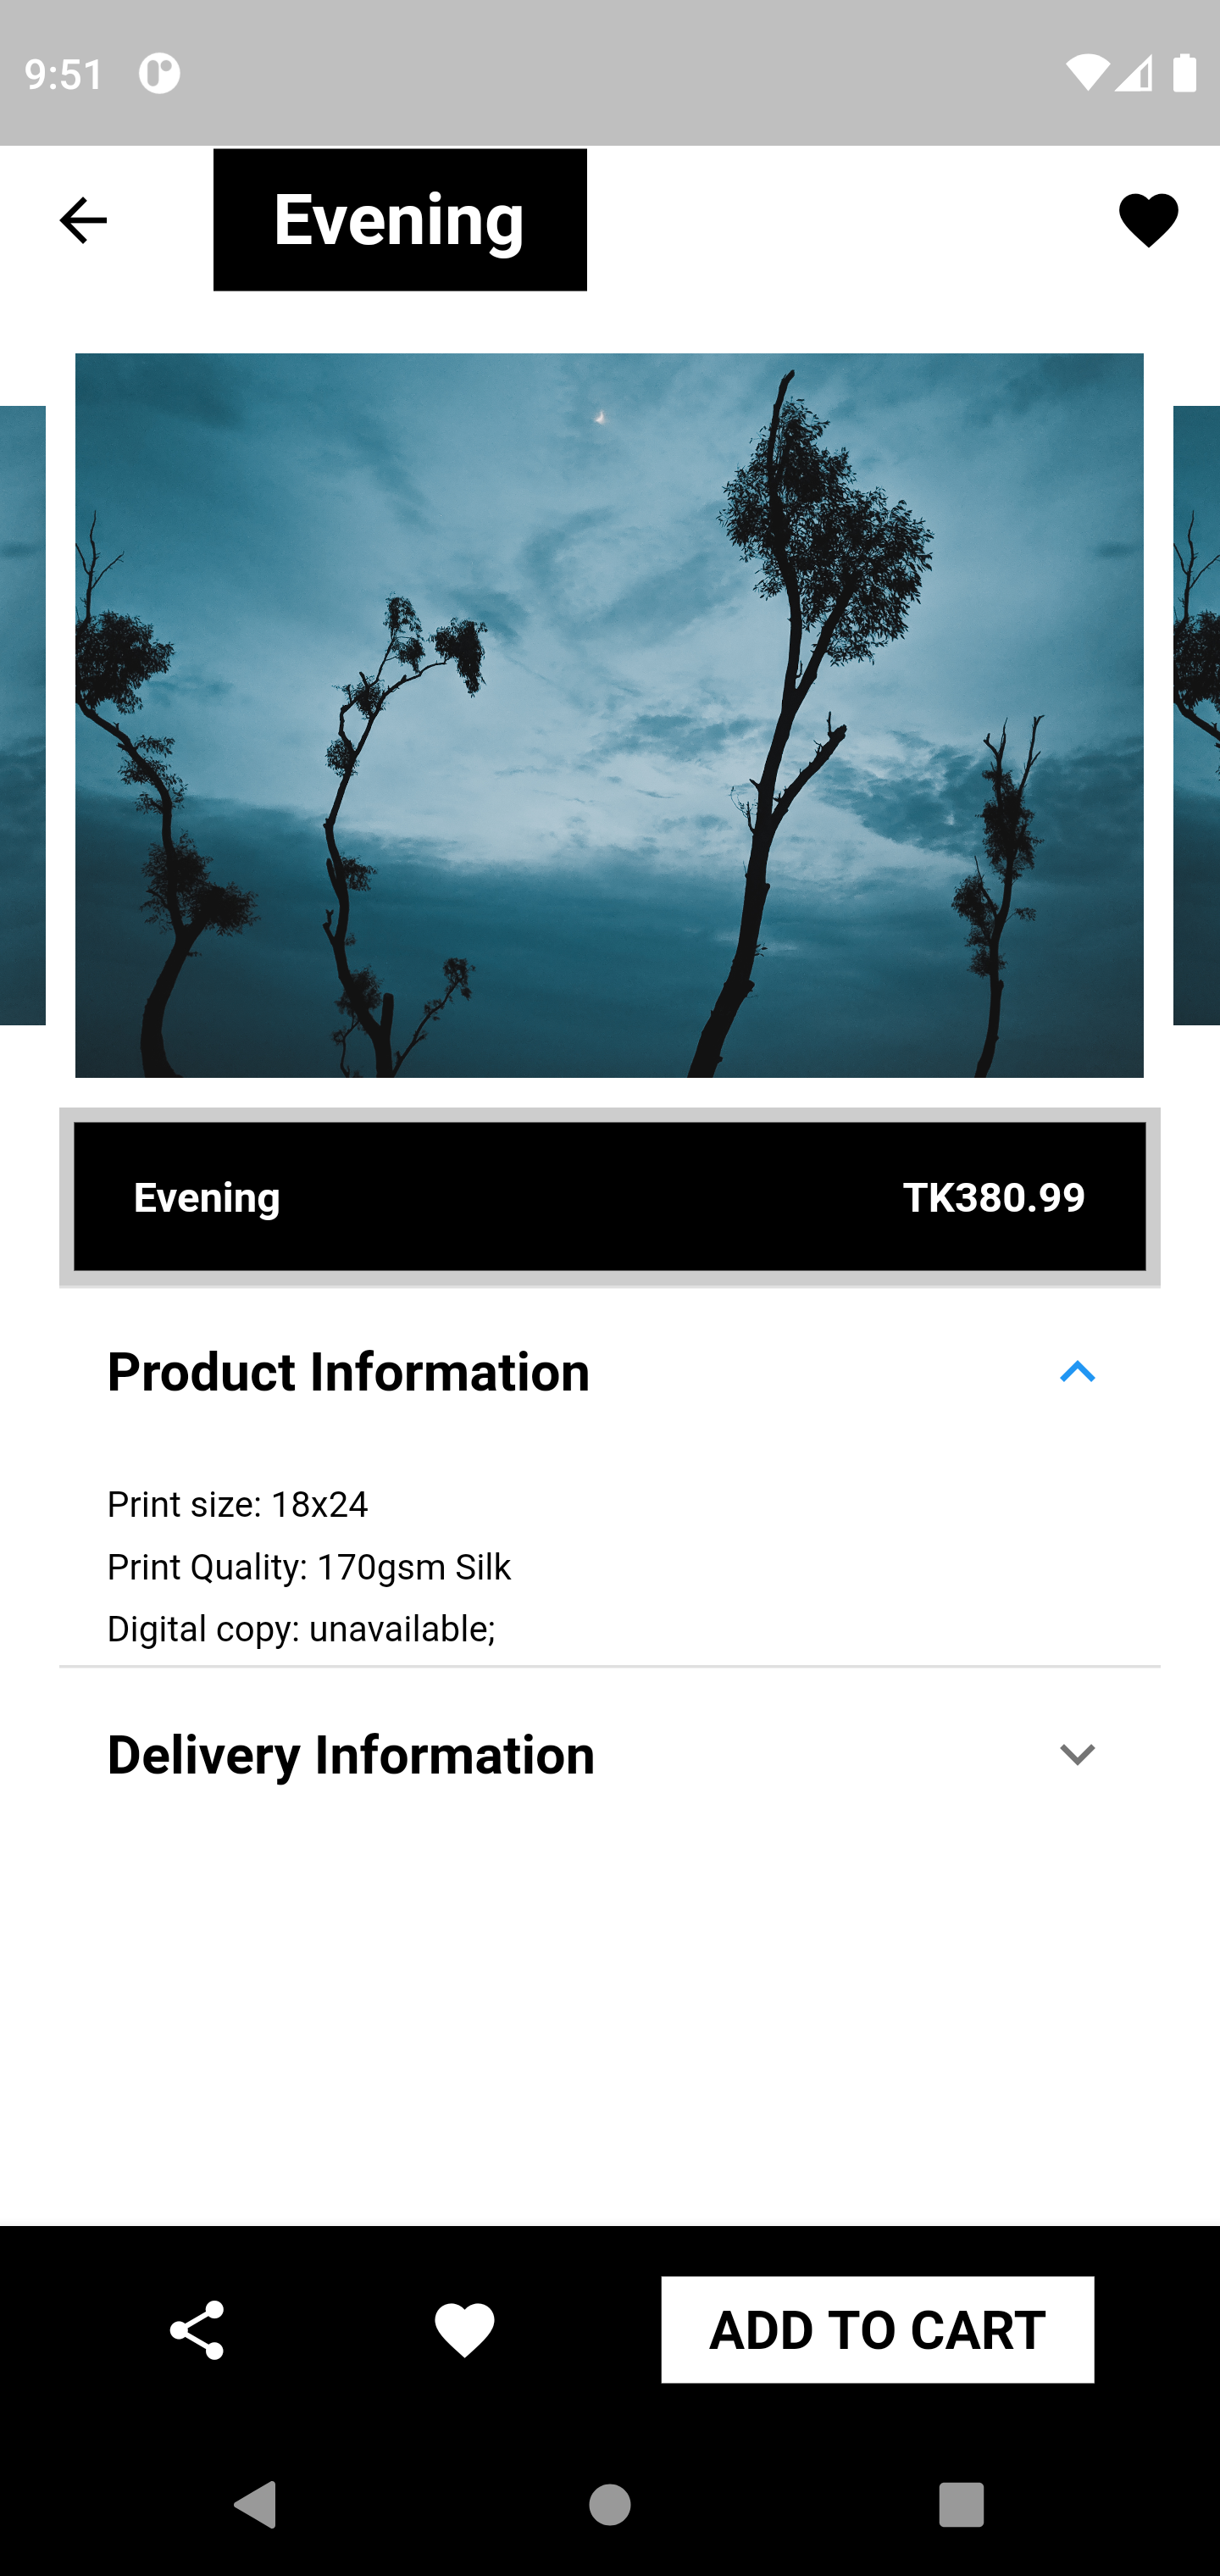 9:51
Evening
Evening TK380.99
Product Information
Print size: 18x24
Print Quality: 170gsm Silk
Digital copy: unavailable;
Delivery Information
ADD TO CART